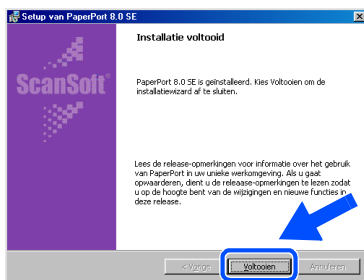 Setup van PaperPort 8.0 SE
Installatie voltooid
ScanSoft®
PaperPort 8.0 SE is geïnstalleerd. Kies Voltooien om de
installatiewizard af te sluiten.
Lees de release-opmerkingen voor informatie over het gebruik
van PaperPort in uw unieke werkomgeving. Als u gaat
opwaarderen, dient u de releaase-opmerkingen te lezen zodat
u op de hoogte bent van de wijzigingen en nieuwe functies in
deze release.
< Vorige Voltooien Annuleren